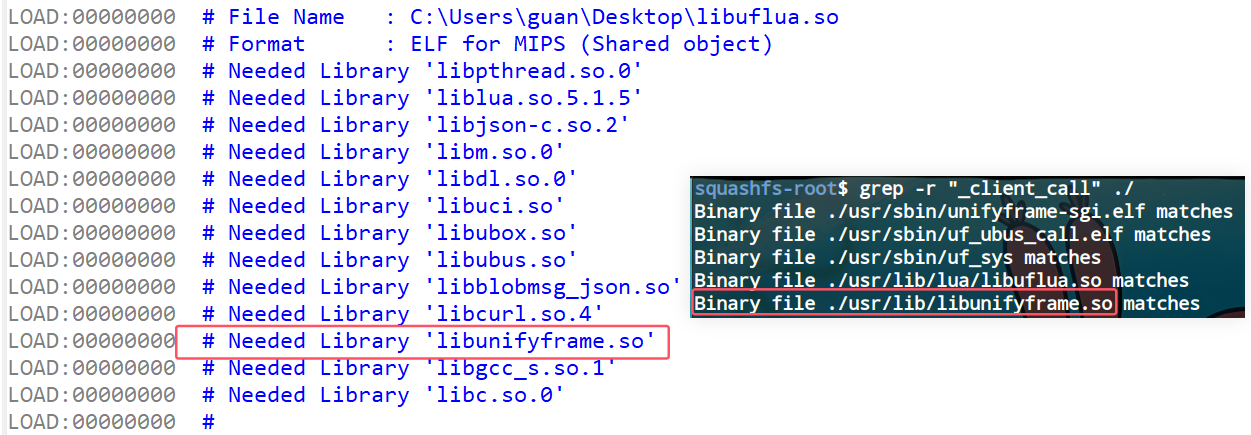 LOAD:00000000  # File Name   : C:\Users\guan\Desktop\libuflua.so
LOAD:00000000  # Format      : ELF for MIPS (Shared object)
LOAD:00000000  # Needed Library 'libpthread.so.0'
LOAD:00000000  # Needed Library 'liblua.so.5.1.5'
LOAD:00000000  # Needed Library 'libjson-c.so.2'
LOAD:00000000  # Needed Library 'libm.so.0'
LOAD:00000000  # Needed Library 'libdl.so.0'
LOAD:00000000  # Needed Library 'libuci.so'
LOAD:00000000  # Needed Library 'libubox.so'
LOAD:00000000  # Needed Library 'libubus.so'
LOAD:00000000  # Needed Library 'libblobmsg_json.so'
LOAD:00000000  # Needed Library 'libcurl.so.4'
LOAD:00000000  # Needed Library 'libunifyframe.so'
LOAD:00000000  # Needed Library 'libgcc_s.so.1'
LOAD:00000000  # Needed Library 'libc.so.0'
LOAD:00000000  #
squashfs-root$ grep -r "_client_call" ./
Binary file ./usr/sbin/unifyframe-sgi.elf matches
Binary file ./usr/sbin/uf_ubus_call.elf matches
Binary file ./usr/sbin/uf_sys matches
Binary file ./usr/lib/lua/libuflua.so matches
Binary file ./usr/lib/libunifyframe.so matches